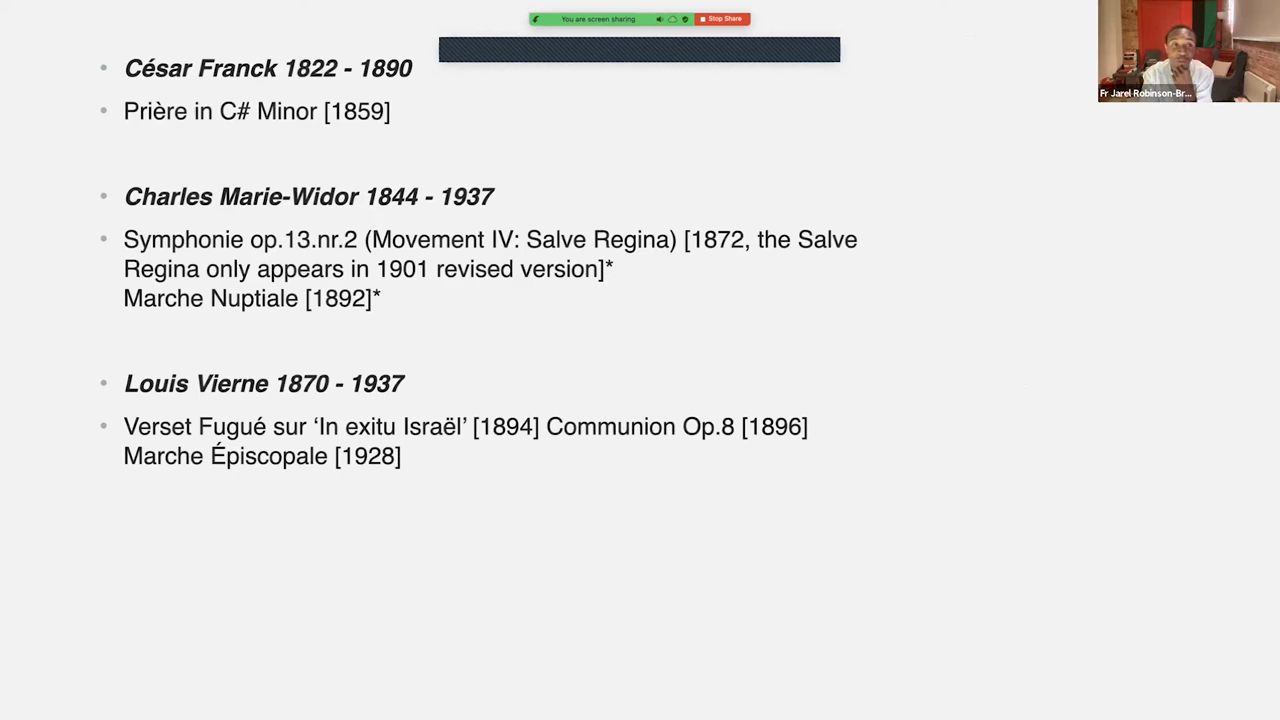 You are screen sharing
Stop Share
César Franck 1822 - 1890
Prière in C# Minor [1859]
Charles Marie-Widor 1844 - 1937
Symphonie op.13.nr.2 (Movement IV: Salve Regina) [1872, the Salve
Regina only appears in 1901 revised version]*
Marche Nuptiale [1892]*
Louis Vierne 1870 - 1937
Verset Fugué sur ‘In exitu Israël’ [1894] Communion Op.8 [1896]
Marche Épiscopale [1928]
Fr Jarel Robinson-Br...